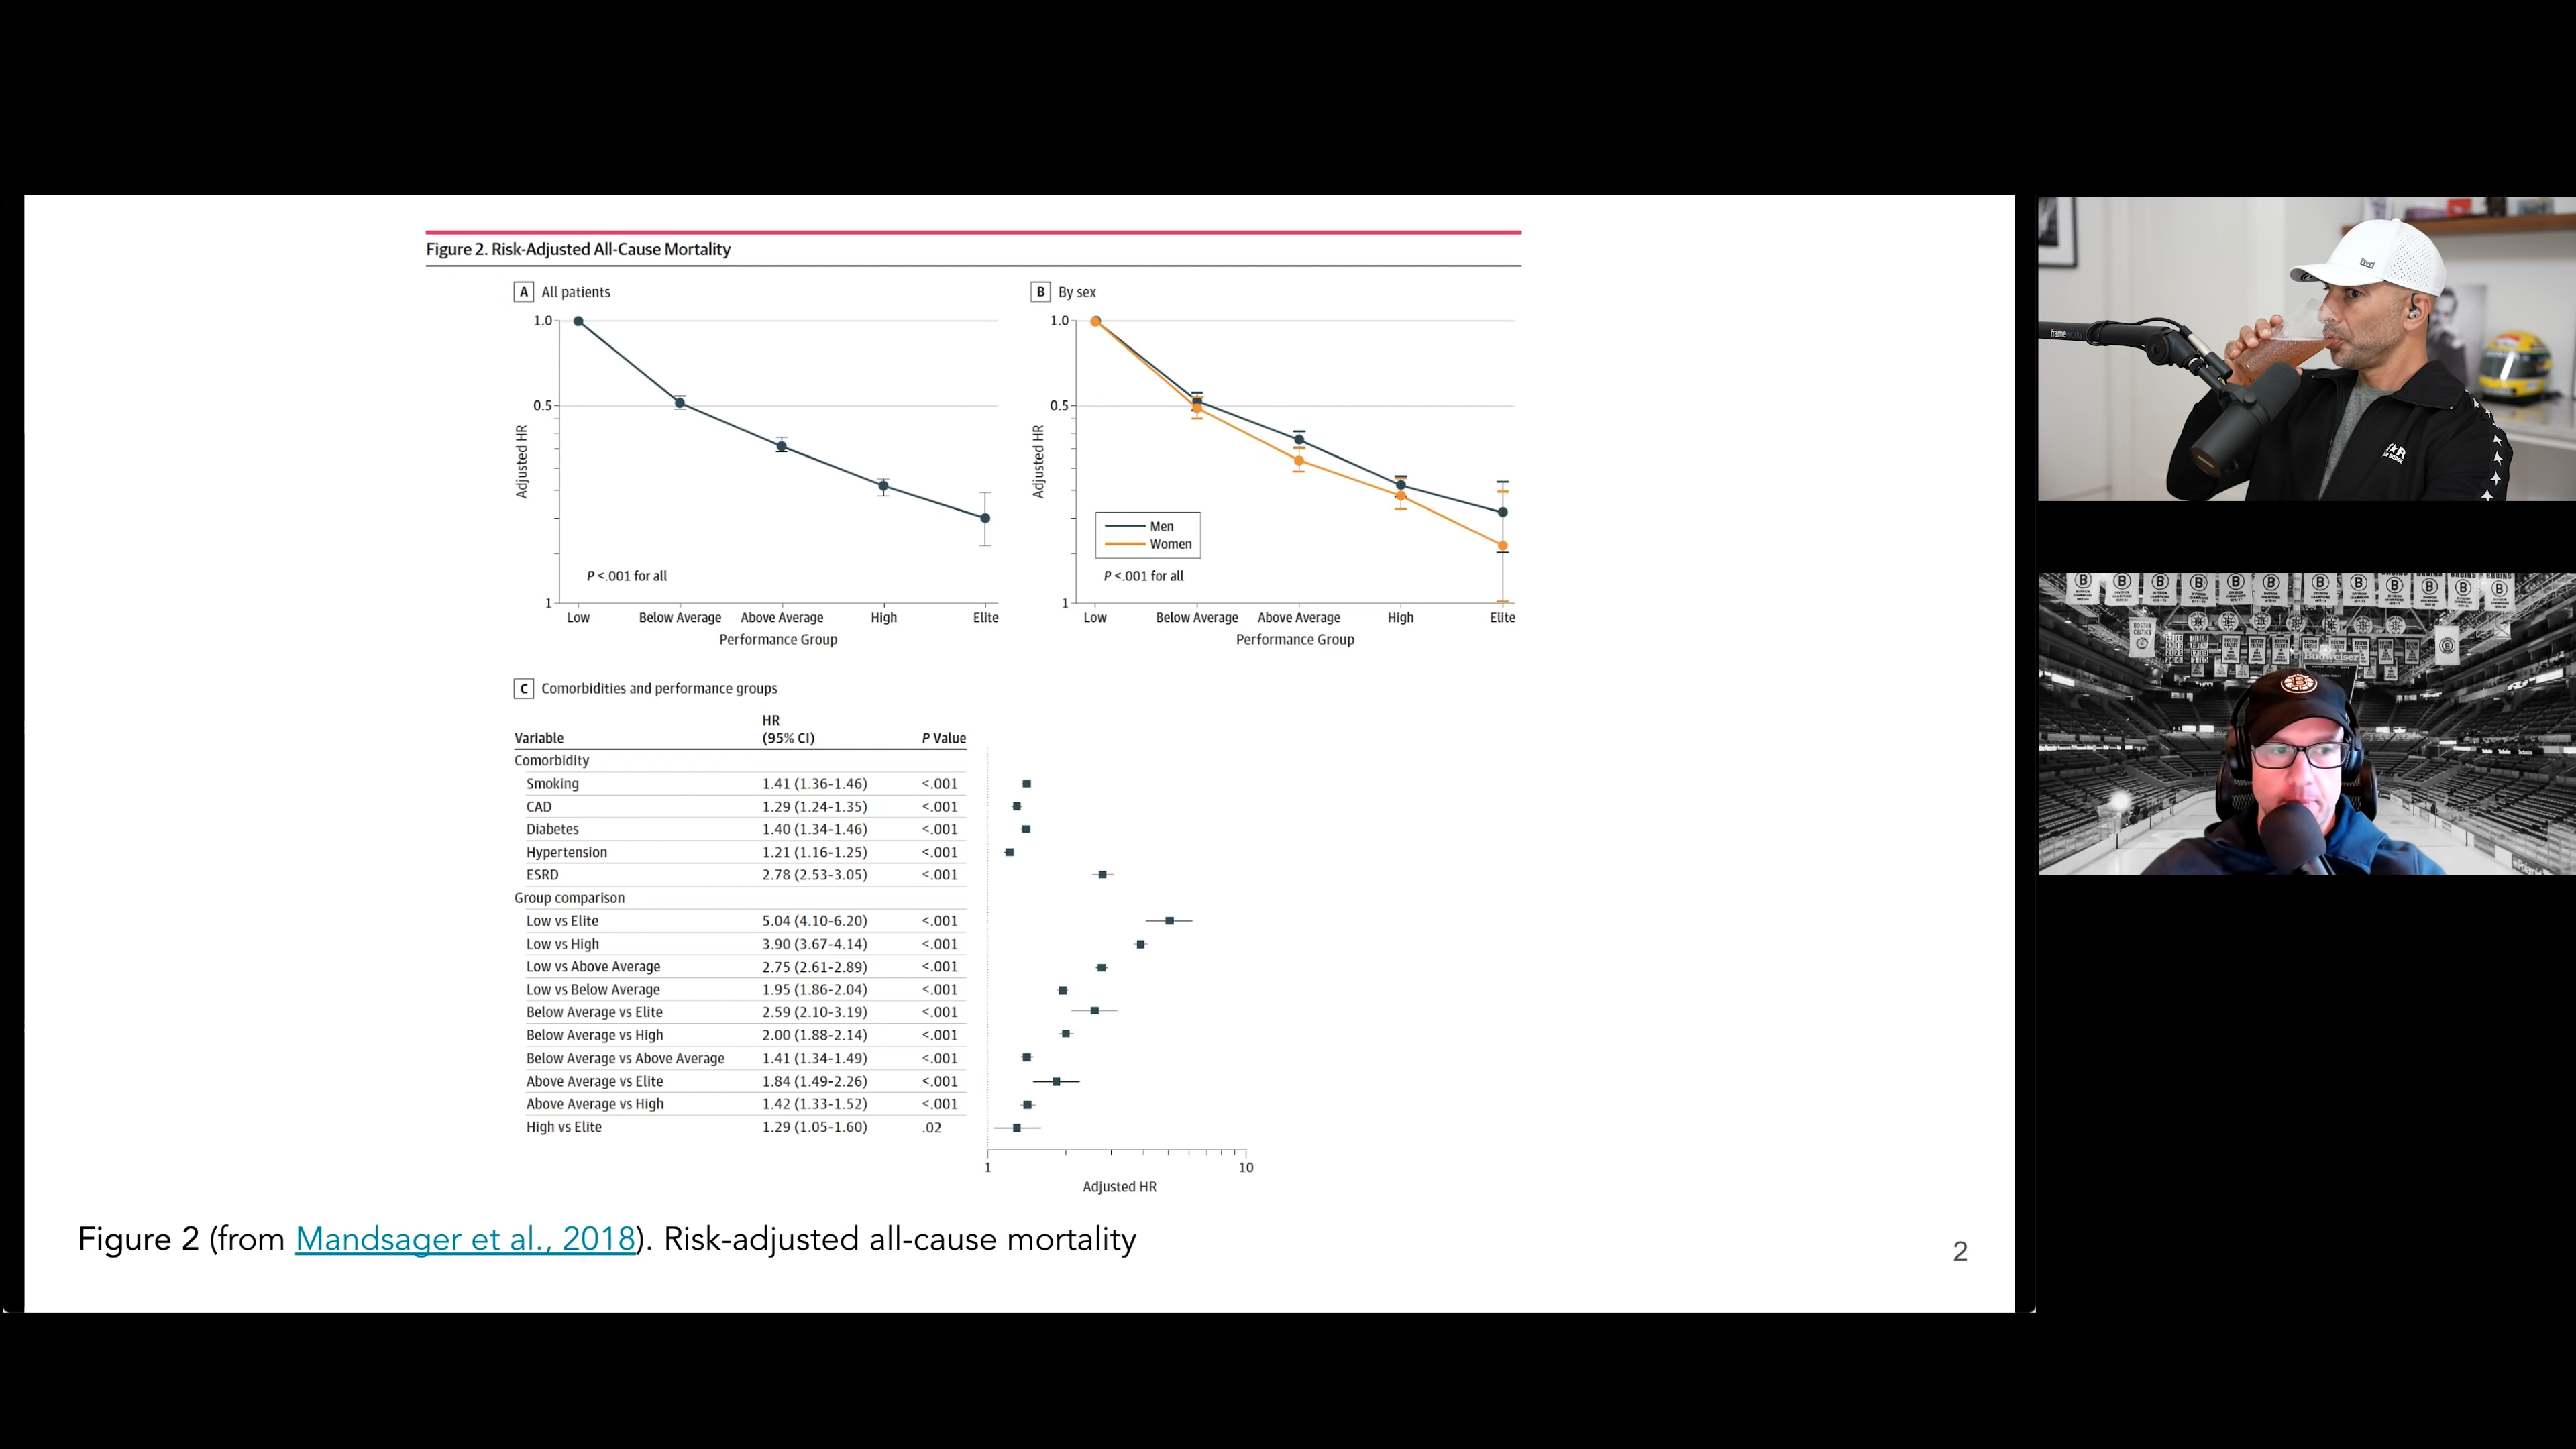 Figure 2. Risk-Adjusted All-Cause Mortality
A All patients
1.0
0.5
1
Adjusted HR
P <.001 for all
Low Below Average Above Average High Elite
Performance Group
B By sex
1.0
0.5
1
Adjusted HR
Men
Women
P <.001 for all
Low Below Average Above Average High Elite
Performance Group
C Comorbidities and performance groups
HR
Variable (95% CI) P Value
Comorbidity
Smoking 1.41 (1.36-1.46) <.001
CAD 1.29 (1.24-1.35) <.001
Diabetes 1.40 (1.34-1.46) <.001
Hypertension 1.21 (1.16-1.25) <.001
ESRD 2.78 (2.53-3.05) <.001
Group comparison
Low vs Elite 5.04 (4.10-6.20) <.001
Low vs High 3.90 (3.67-4.14) <.001
Low vs Above Average 2.75 (2.61-2.89) <.001
Low vs Below Average 1.95 (1.86-2.04) <.001
Below Average vs Elite 2.59 (2.10-3.19) <.001
Below Average vs High 2.00 (1.88-2.14) <.001
Below Average vs Above Average 1.41 (1.34-1.49) <.001
Above Average vs Elite 1.84 (1.49-2.26) <.001
Above Average vs High 1.42 (1.33-1.52) <.001
High vs Elite 1.29 (1.05-1.60) .02
1 10
Adjusted HR
Figure 2 (from Mandsager et al., 2018). Risk-adjusted all-cause mortality
2
frameworks
BOSTON
CELTICS
Budweiser
B